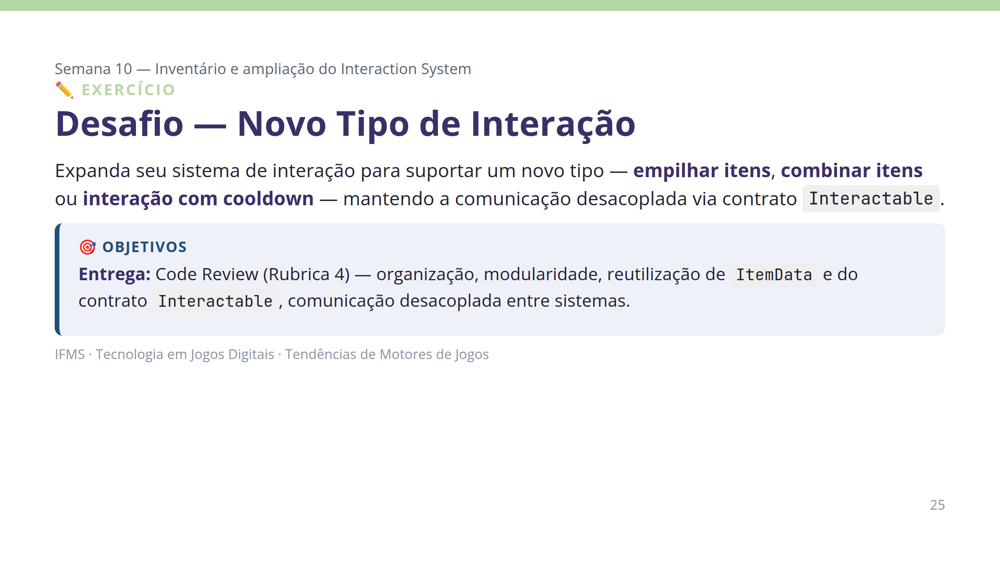 Semana 10 — Inventário e ampliação do Interaction System
✏️ EXERCÍCIO
Desafio — Novo Tipo de Interação
Expanda seu sistema de interação para suportar um novo tipo — empilhar itens, combinar itens
ou interação com cooldown — mantendo a comunicação desacoplada via contrato Interactable.
🎯 OBJETIVOS
Entrega: Code Review (Rubrica 4) — organização, modularidade, reutilização de ItemData e do
contrato Interactable, comunicação desacoplada entre sistemas.
IFMS · Tecnologia em Jogos Digitais · Tendências de Motores de Jogos
25